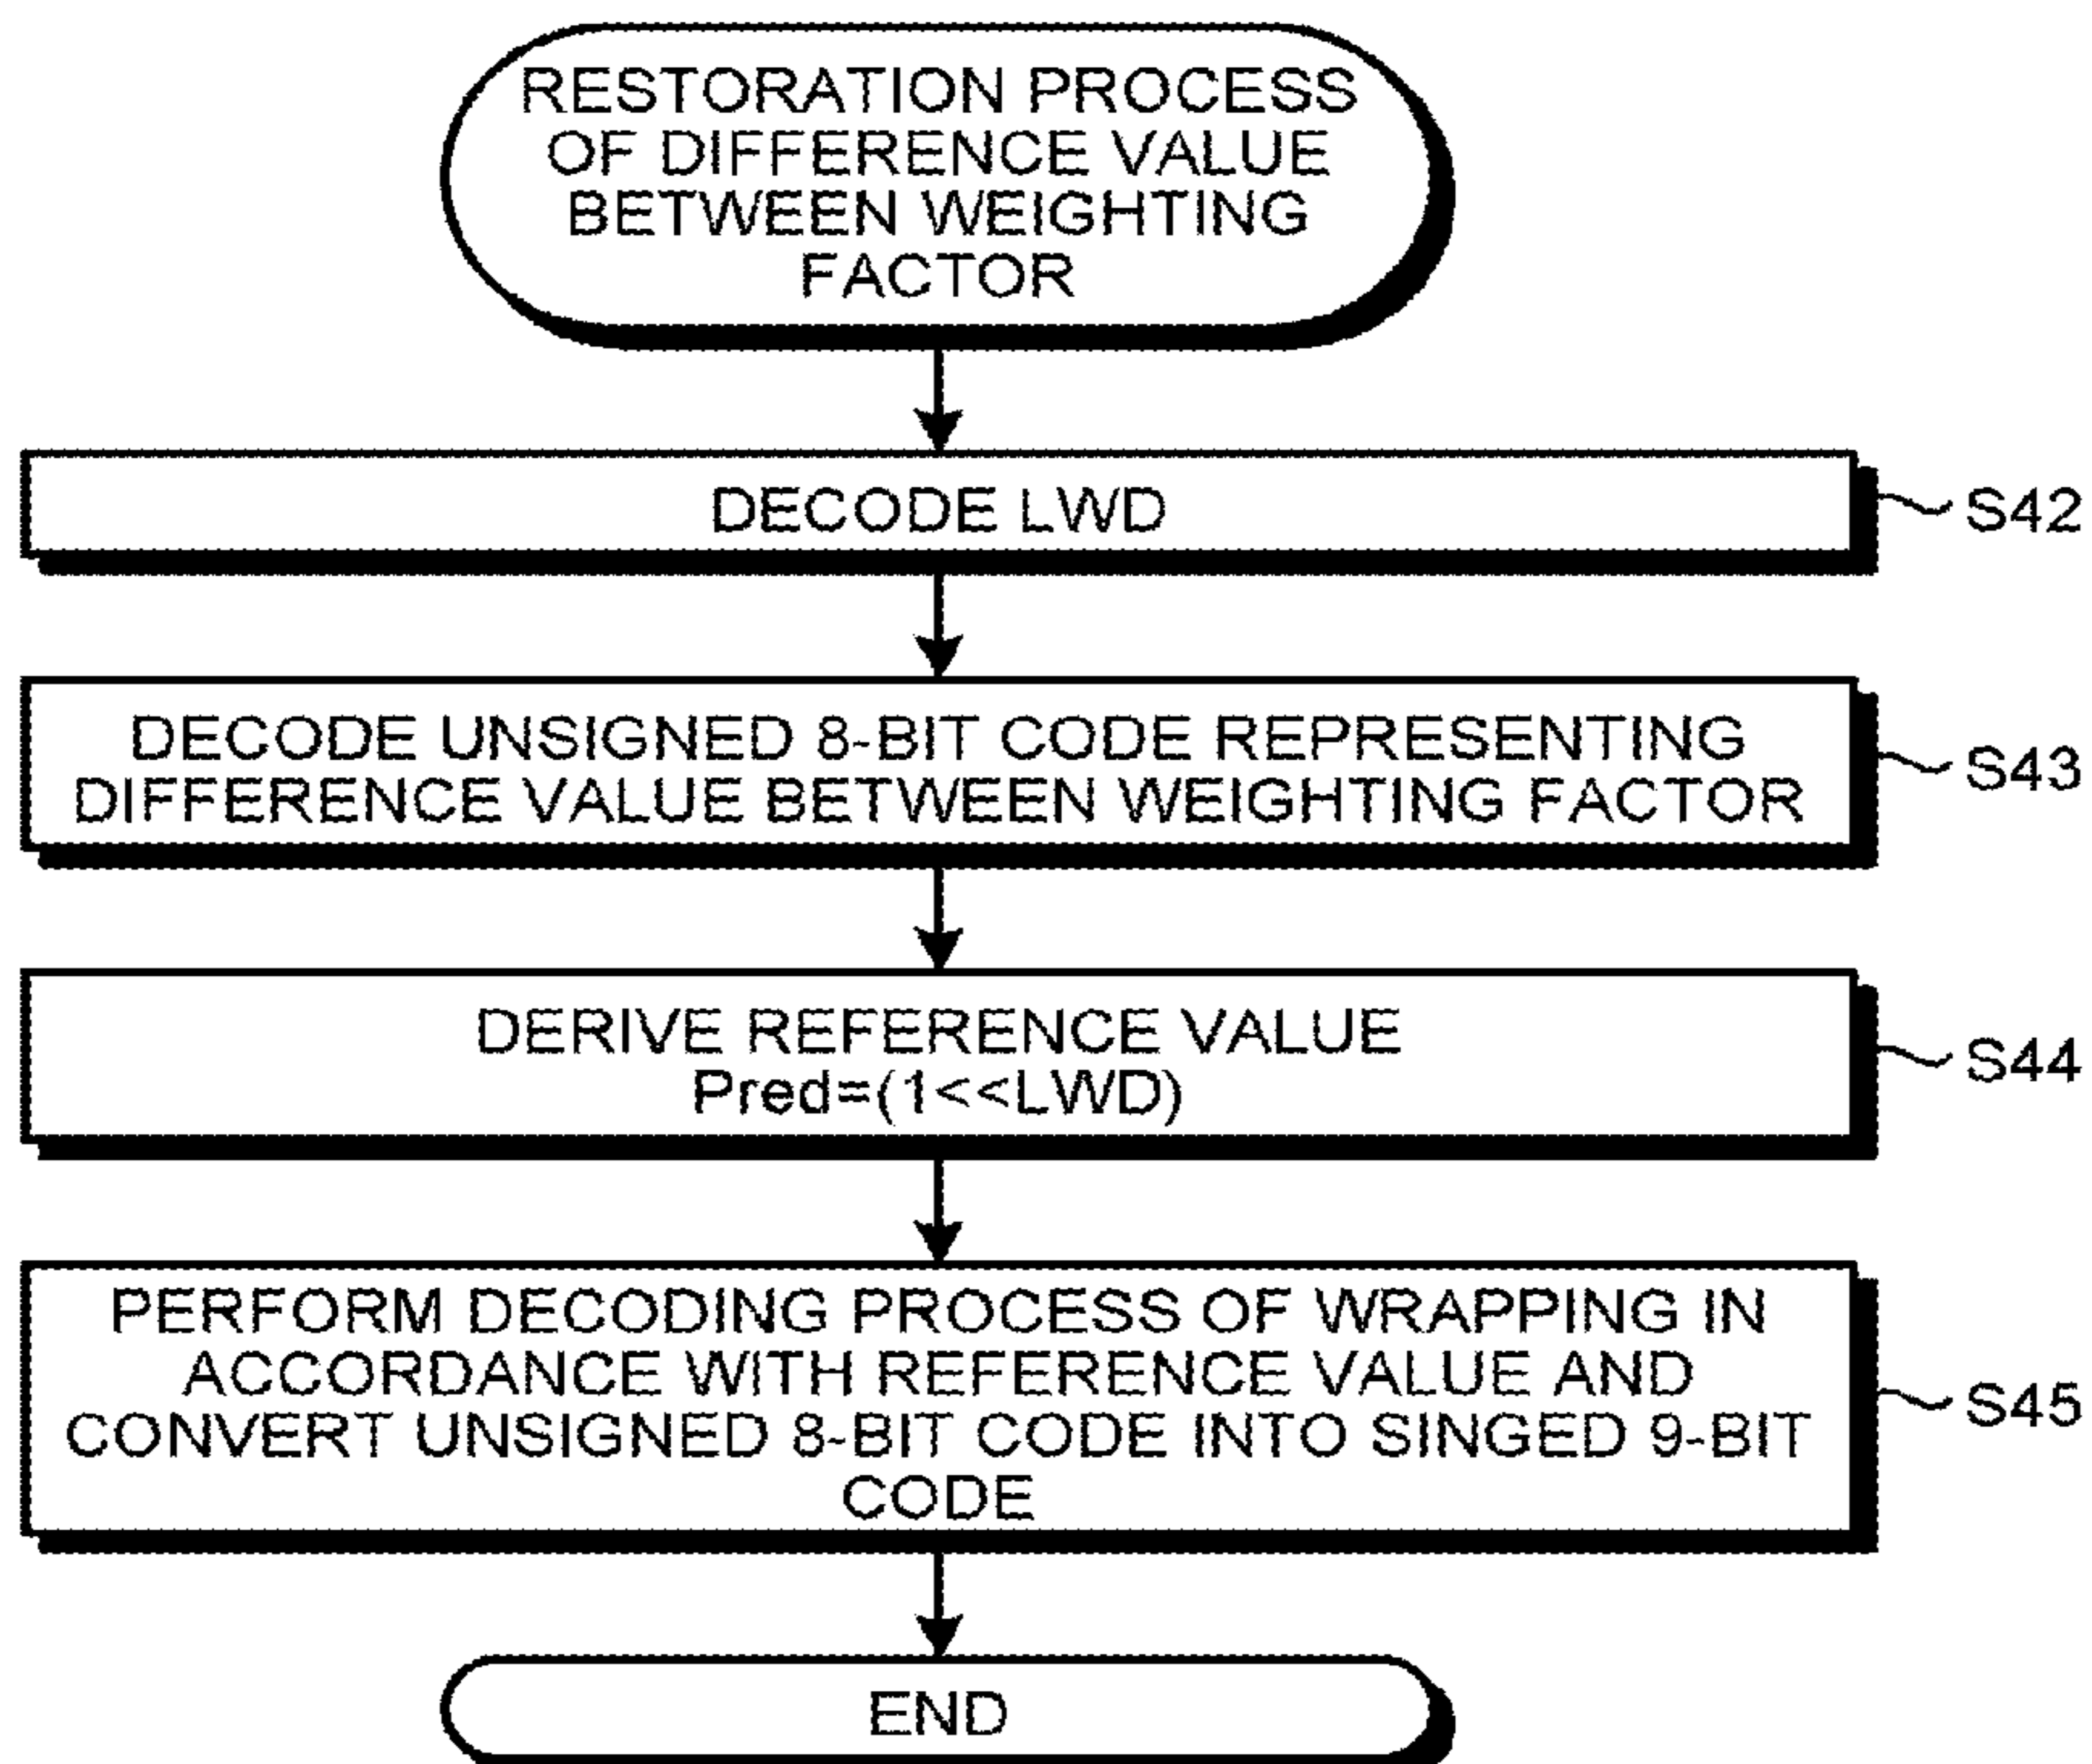 RESTORATION PROCESS
OF DIFFERENCE VALUE
BETWEEN WEIGHTING
FACTOR
DECODE LWD
S42
DECODE UNSIGNED 8-BIT CODE REPRESENTING
DIFFERENCE VALUE BETWEEN WEIGHTING FACTOR
S43
DERIVE REFERENCE VALUE
Pred=(1<<LWD)
S44
PERFORM DECODING PROCESS OF WRAPPING IN
ACCORDANCE WITH REFERENCE VALUE AND
CONVERT UNSIGNED 8-BIT CODE INTO SINGED 9-BIT
CODE
S45
END